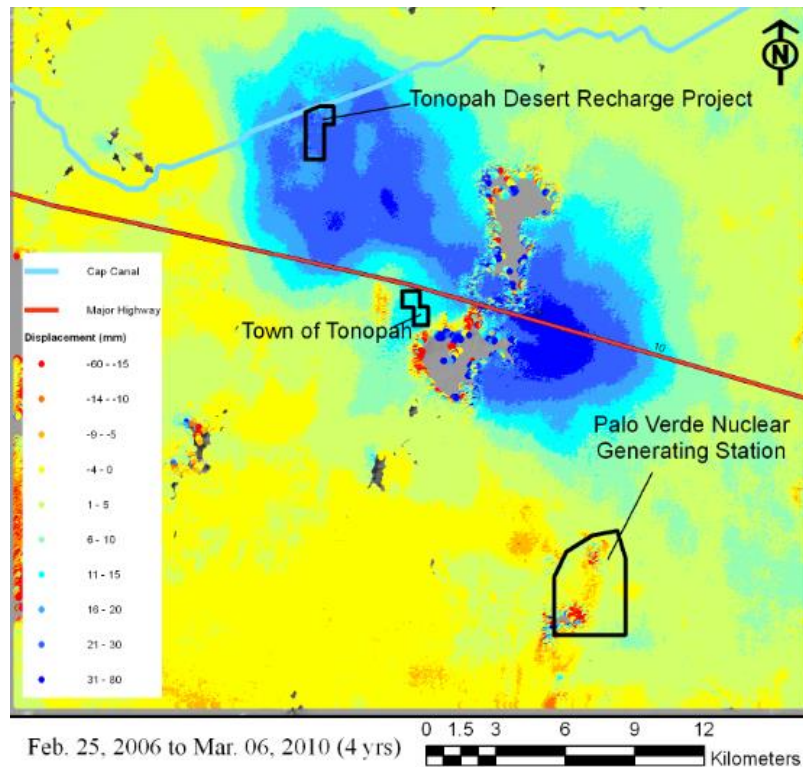 N
Tonopah Desert Recharge Project
Cap Canal
Major Highway
Displacement (mm)
-60 - -15
-14 - -10
-9 - -5
-4 - 0
1 - 5
6 - 10
11 - 15
16 - 20
21 - 30
31 - 80
Town of Tonopah
10
Palo Verde Nuclear
Generating Station
Feb. 25, 2006 to Mar. 06, 2010 (4 yrs)
0 1.5 3 6 9 12
Kilometers